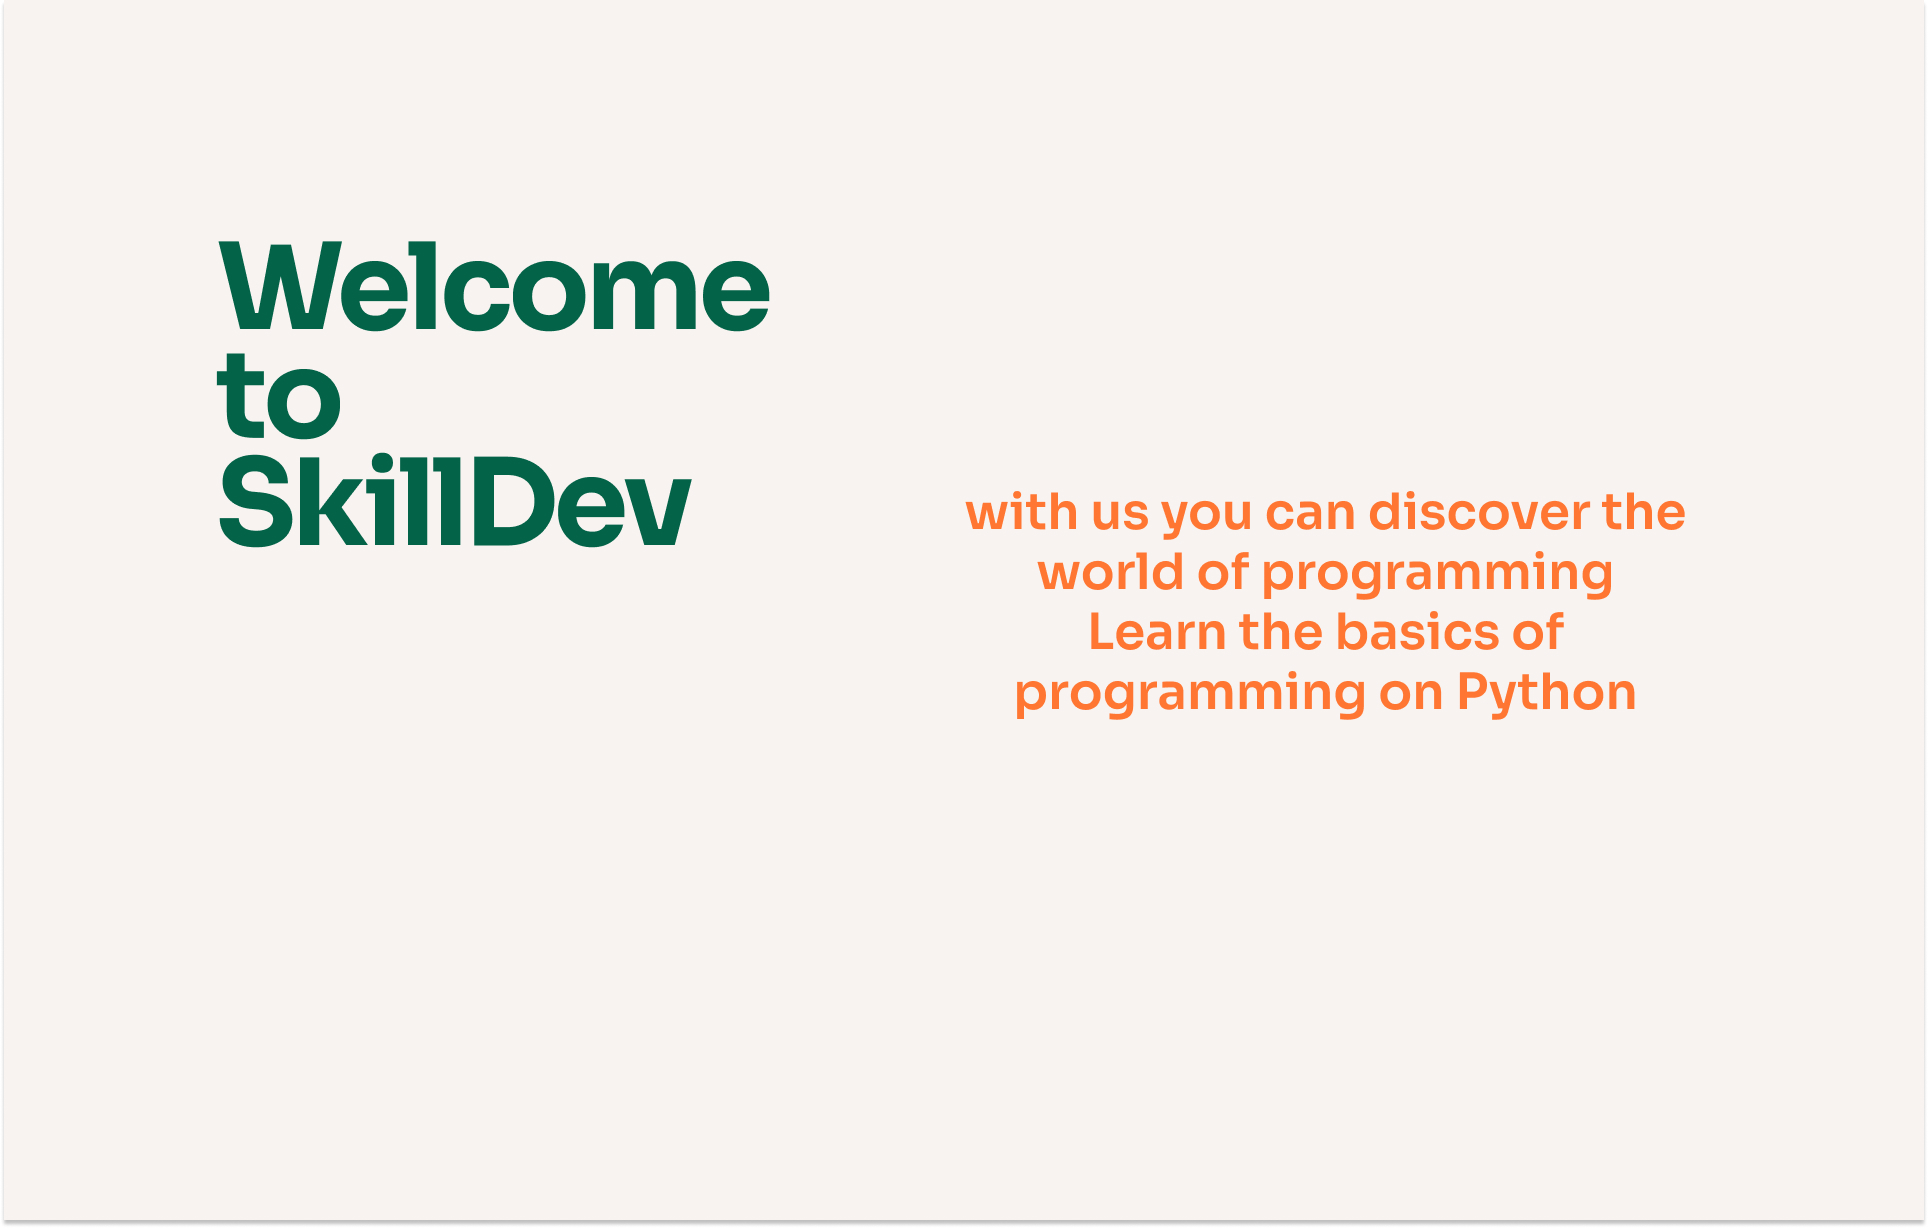 Welcome
to
SkillDev
with us you can discover the
world of programming
Learn the basics of
programming on Python